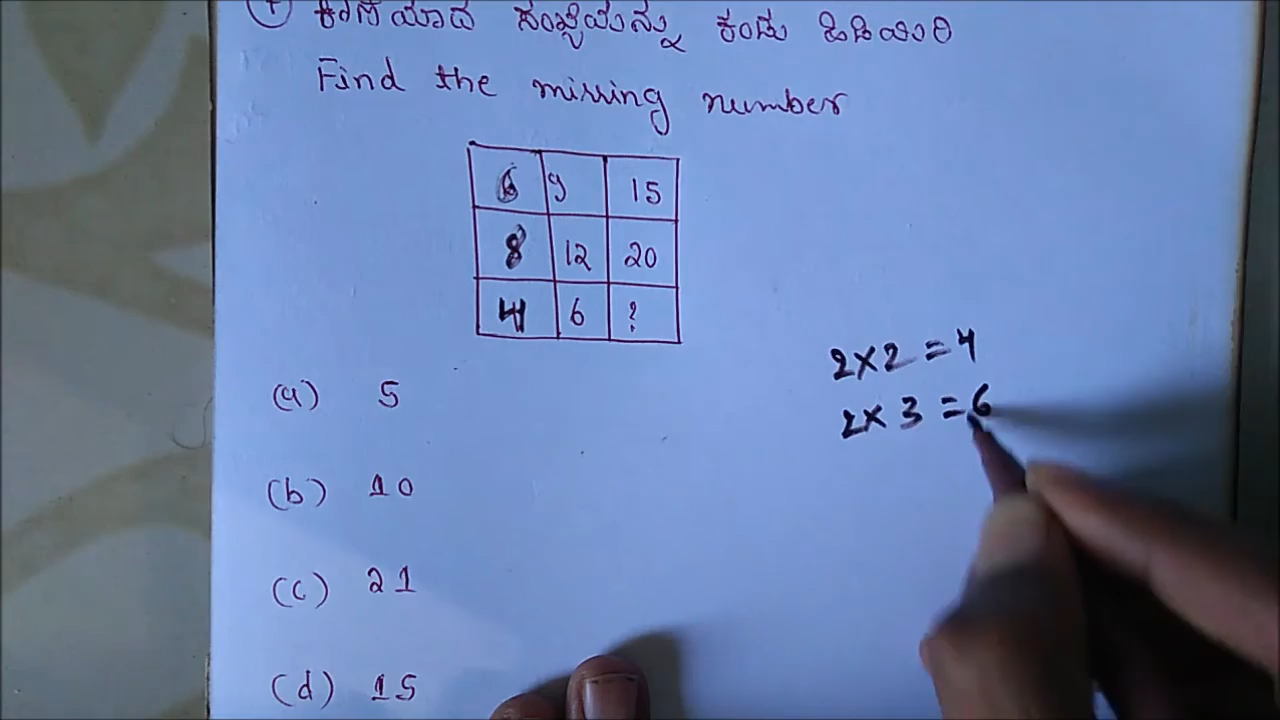 ಕಾಣೆಯಾದ ಸಂಖ್ಯೆಯನ್ನು ಕಂಡು ಹಿಡಿಯಿರಿ
Find the missing number
6 9 15
8 12 20
4 6 ?
2×2 =4
2× 3 =6
(a) 5
(b) 10
(c) 21
(d) 15